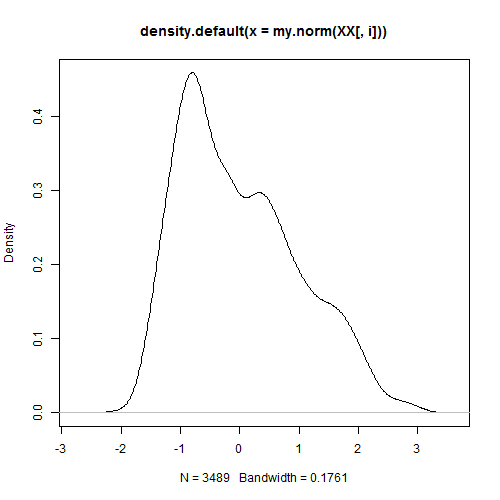 density.default(x = my.norm(XX[, i]))
Density
0.4
0.3
0.2
0.1
0.0
-3 -2 -1 0 1 2 3
N = 3489 Bandwidth = 0.1761